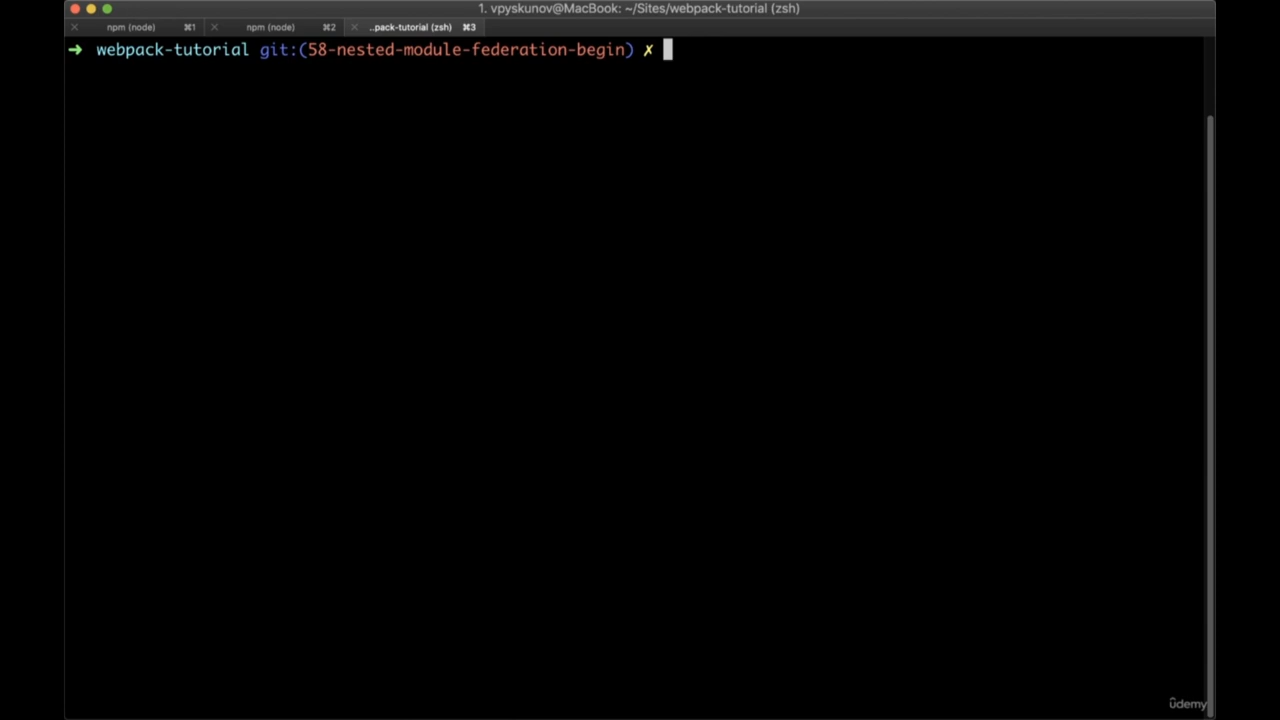 1. vpyskunov@MacBook: ~/Sites/webpack-tutorial (zsh)
npm (node) ⌘1 npm (node) ⌘2 ..pack-tutorial (zsh) ⌘3
➜ webpack-tutorial git:(58-nested-module-federation-begin) ✗
ûdemy